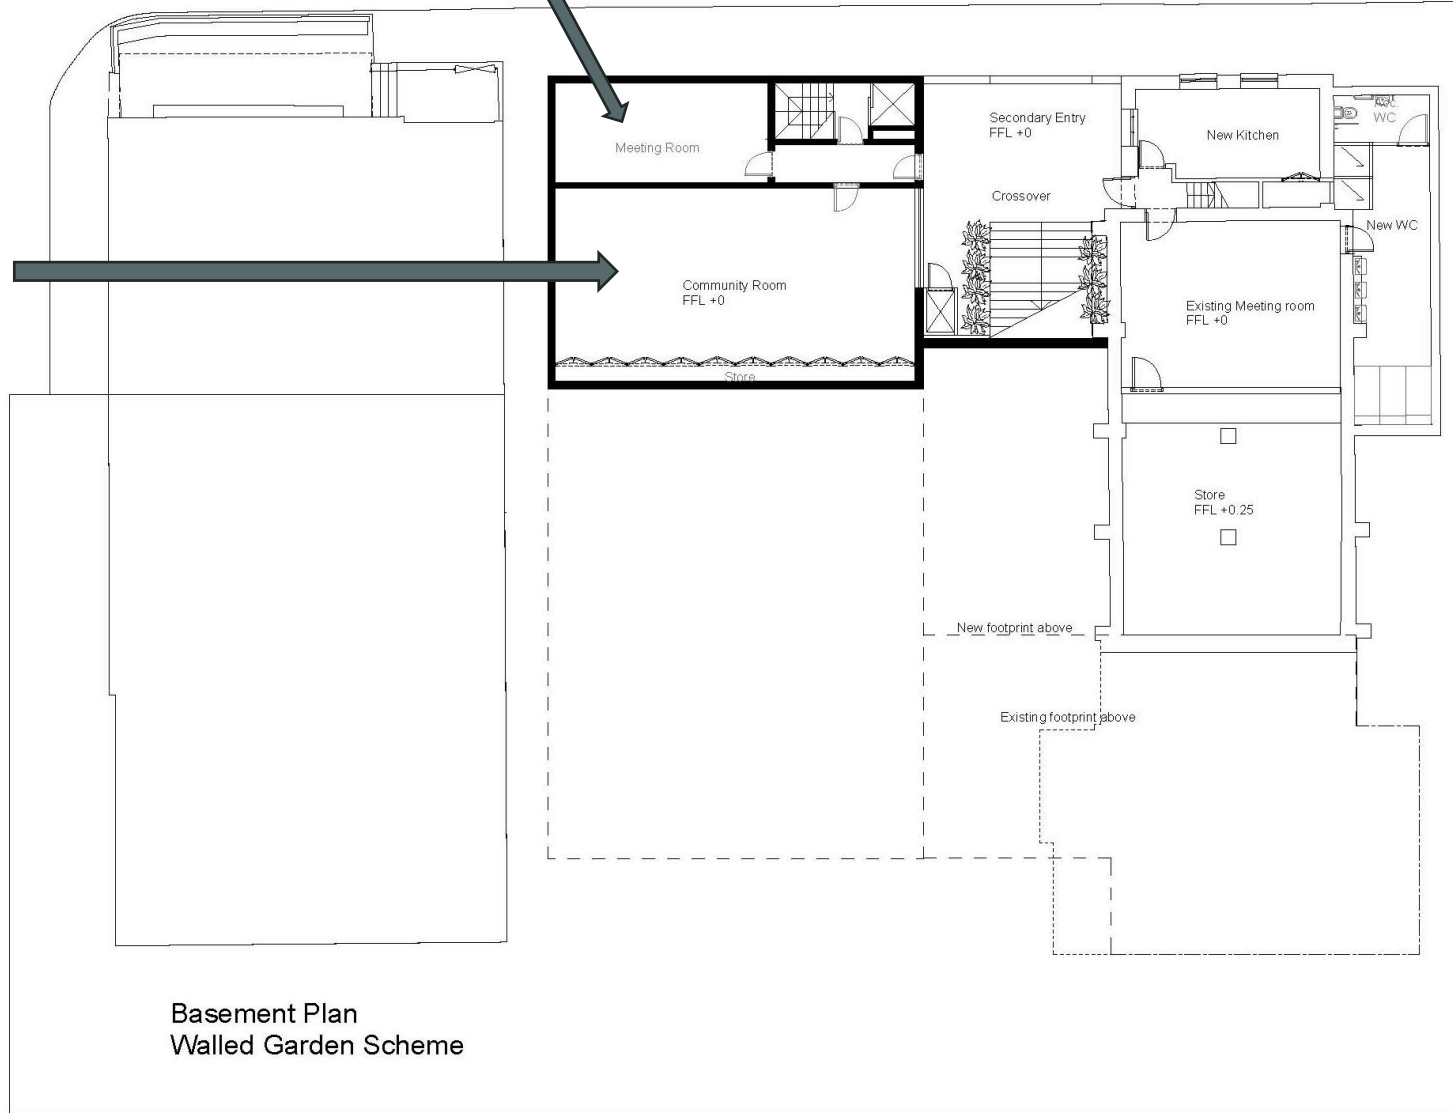 Acc.
WC
Secondary Entry
FFL +0
New Kitchen
Meeting Room
Crossover
New WC
Community Room
FFL +0
Existing Meeting room
FFL +0
Store
Store
FFL +0.25
New footprint above
Existing footprint above
Basement Plan
Walled Garden Scheme